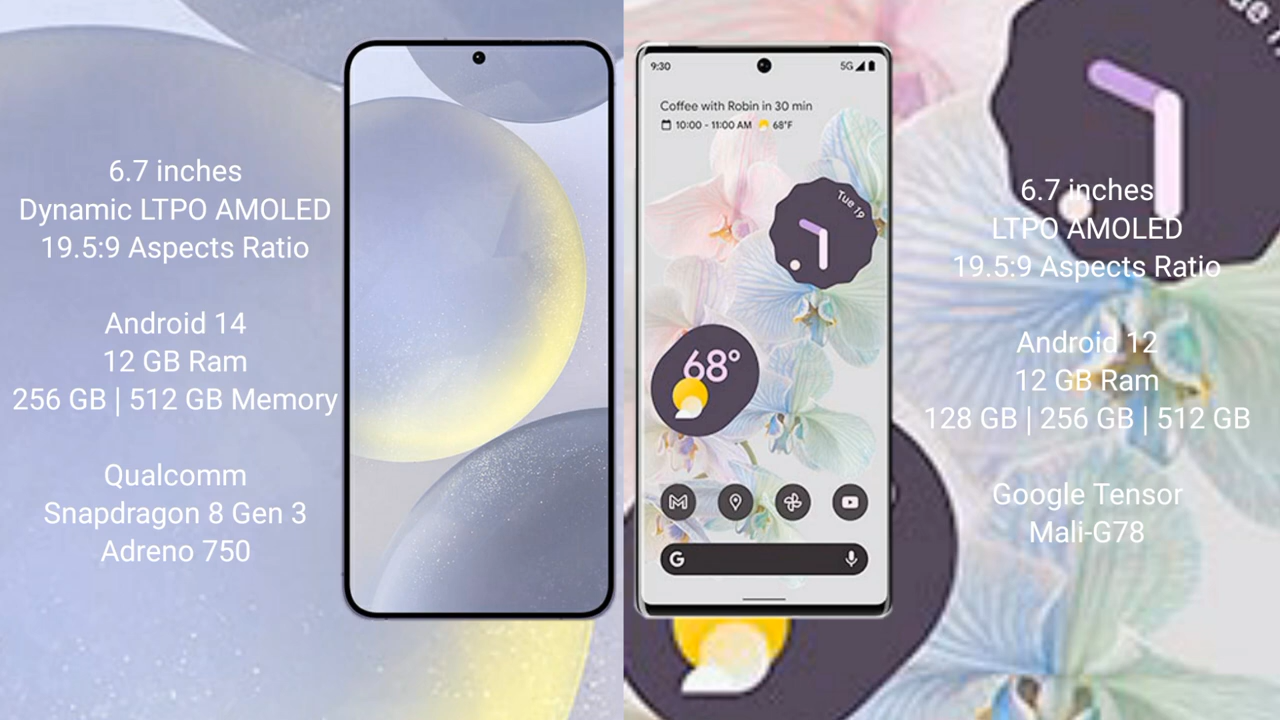 6.7 inches
Dynamic LTPO AMOLED
19.5:9 Aspects Ratio
Android 14
12 GB Ram
256 GB | 512 GB Memory
Qualcomm
Snapdragon 8 Gen 3
Adreno 750
9:30
5G
Coffee with Robin in 30 min
10:00 - 11:00 AM 68°F
Tue 19
68°
G
ue 1
6.7 inches
LTPO AMOLED
19.5:9 Aspects Ratio
Android 12
12 GB Ram
128 GB | 256 GB | 512 GB
Google Tensor
Mali-G78